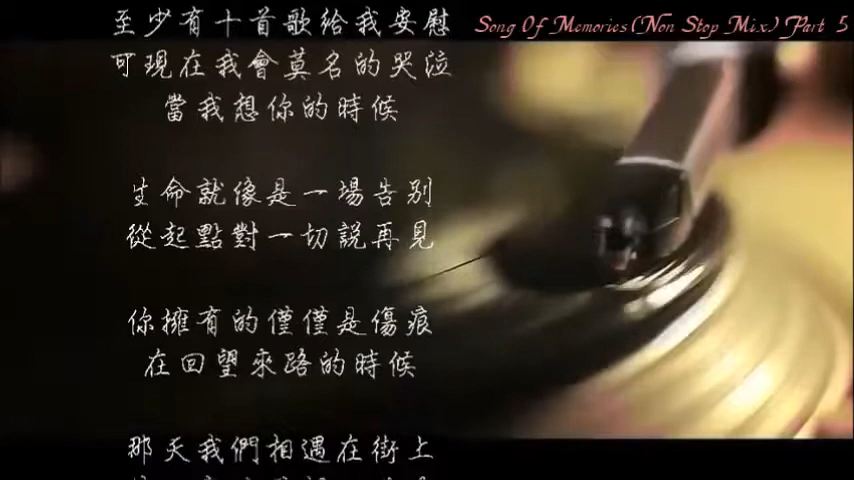 至少有十首歌給我安慰
Song Of Memories(Non Stop Mix) Part 5
可現在我會莫名的哭泣
當我想你的時候
生命就像是一場告別
從起點對一切說再見
你擁有的僅僅是傷痕
在回望來路的時候
那天我們相遇在街上